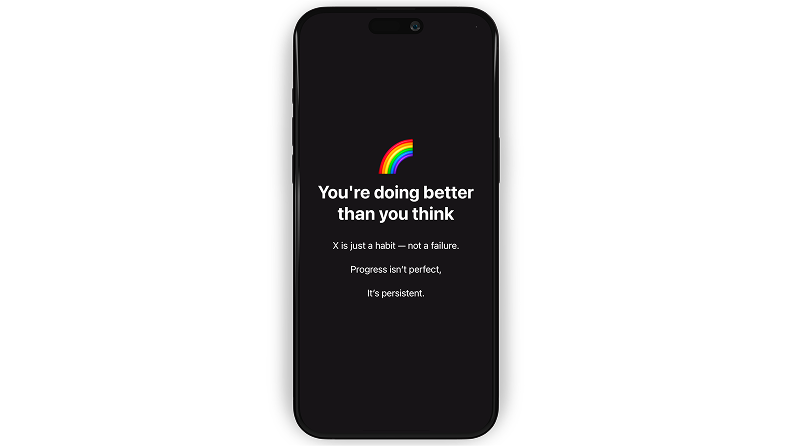 You're doing better
than you think
X is just a habit — not a failure.
Progress isn’t perfect,
It’s persistent.